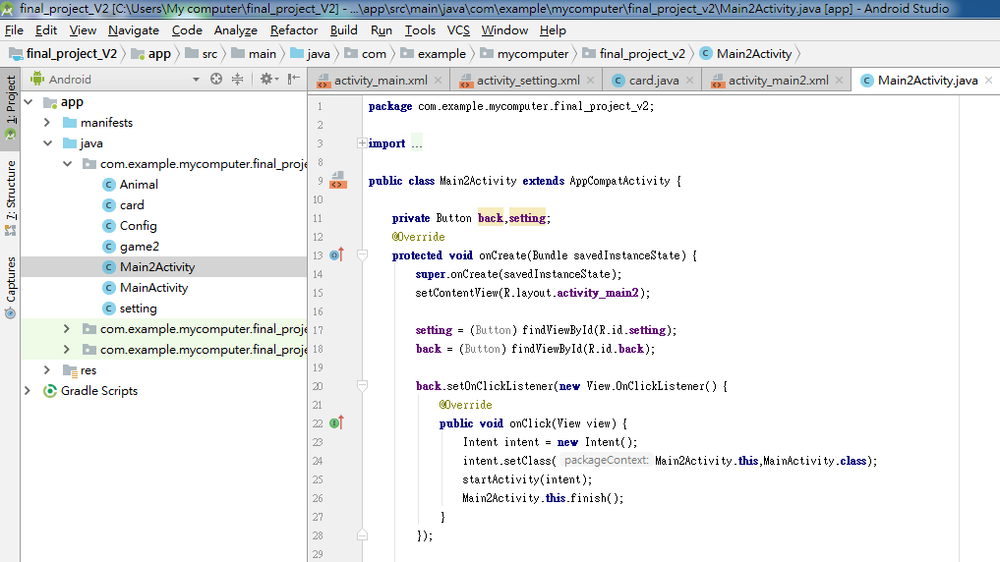 final_project_V2 [C:\Users\My computer\final_project_V2] - ...\app\src\main\java\com\example\mycomputer\final_project_v2\Main2Activity.java [app] - Android Studio
File Edit View Navigate Code Analyze Refactor Build Run Tools VCS Window Help
final_project_V2 app src main java com example mycomputer final_project_v2 Main2Activity
1: Project
7: Structure
Captures
Android
app
manifests
java
com.example.mycomputer.final_proje
Animal
card
Config
game2
Main2Activity
MainActivity
setting
com.example.mycomputer.final_proje
com.example.mycomputer.final_proje
res
Gradle Scripts
activity_main.xml activity_setting.xml card.java activity_main2.xml Main2Activity.java
1 package com.example.mycomputer.final_project_v2;
2
3 import ...
8
9 public class Main2Activity extends AppCompatActivity {
10
11 private Button back,setting;
12 @Override
13 protected void onCreate(Bundle savedInstanceState) {
14 super.onCreate(savedInstanceState);
15 setContentView(R.layout.activity_main2);
16
17 setting = (Button) findViewById(R.id.setting);
18 back = (Button) findViewById(R.id.back);
19
20 back.setOnClickListener(new View.OnClickListener() {
21 @Override
22 public void onClick(View view) {
23 Intent intent = new Intent();
24 intent.setClass( packageContext: Main2Activity.this,MainActivity.class);
25 startActivity(intent);
26 Main2Activity.this.finish();
27 }
28 });
29